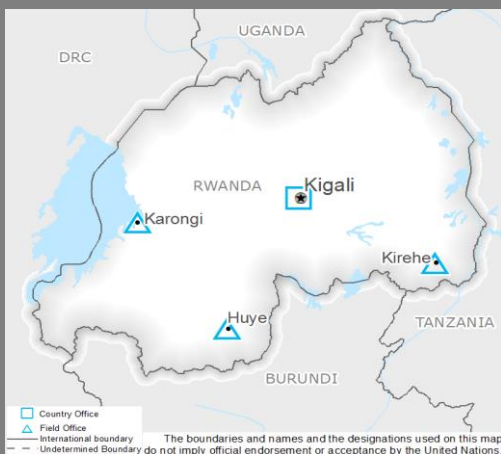 UGANDA
DRC
RWANDA
Kigali
Karongi
Kirehe
Huye
TANZANIA
BURUNDI
Country Office
Field Office
International boundary
Undetermined Boundary
The boundaries and names and the designations used on this map
do not imply official endorsement or acceptance by the United Nations.